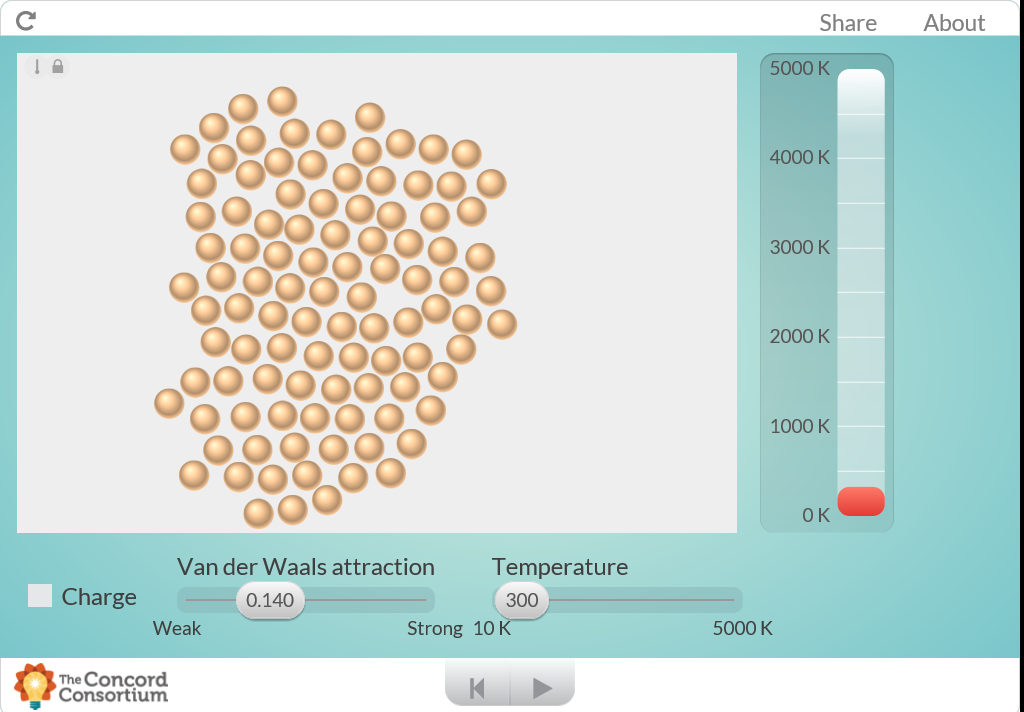 Share About
5000 K
4000 K
3000 K
2000 K
1000 K
0 K
Van der Waals attraction Temperature
Charge 0.140 300
Weak Strong 10 K 5000 K
The Concord
Consortium